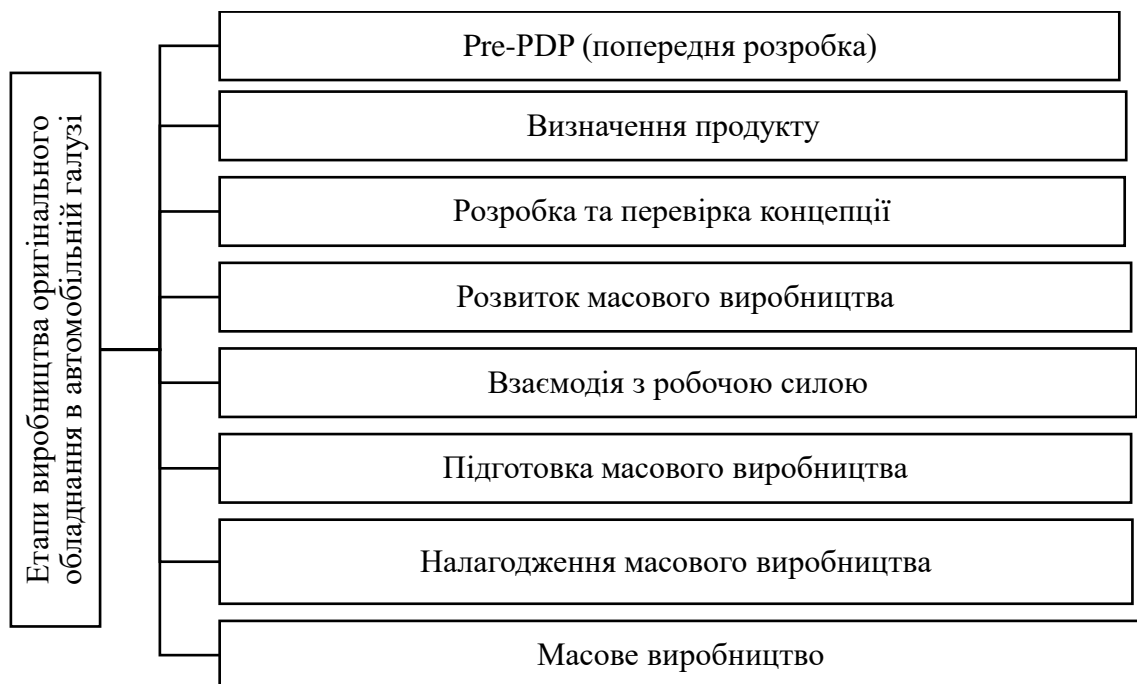 Етапи виробництва оригінального
обладнання в автомобільній галузі
Pre-PDP (попередня розробка)
Визначення продукту
Розробка та перевірка концепції
Розвиток масового виробництва
Взаємодія з робочою силою
Підготовка масового виробництва
Налагодження масового виробництва
Масове виробництво